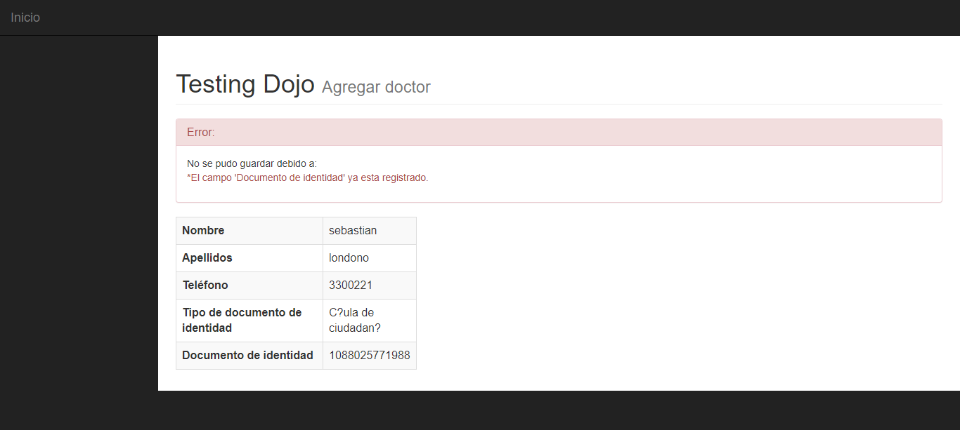 Inicio
Testing Dojo Agregar doctor
Error:
No se pudo guardar debido a:
*El campo 'Documento de identidad' ya esta registrado.
Nombre sebastian
Apellidos londono
Teléfono 3300221
Tipo de documento de C?ula de
identidad ciudadan?
Documento de identidad 1088025771988